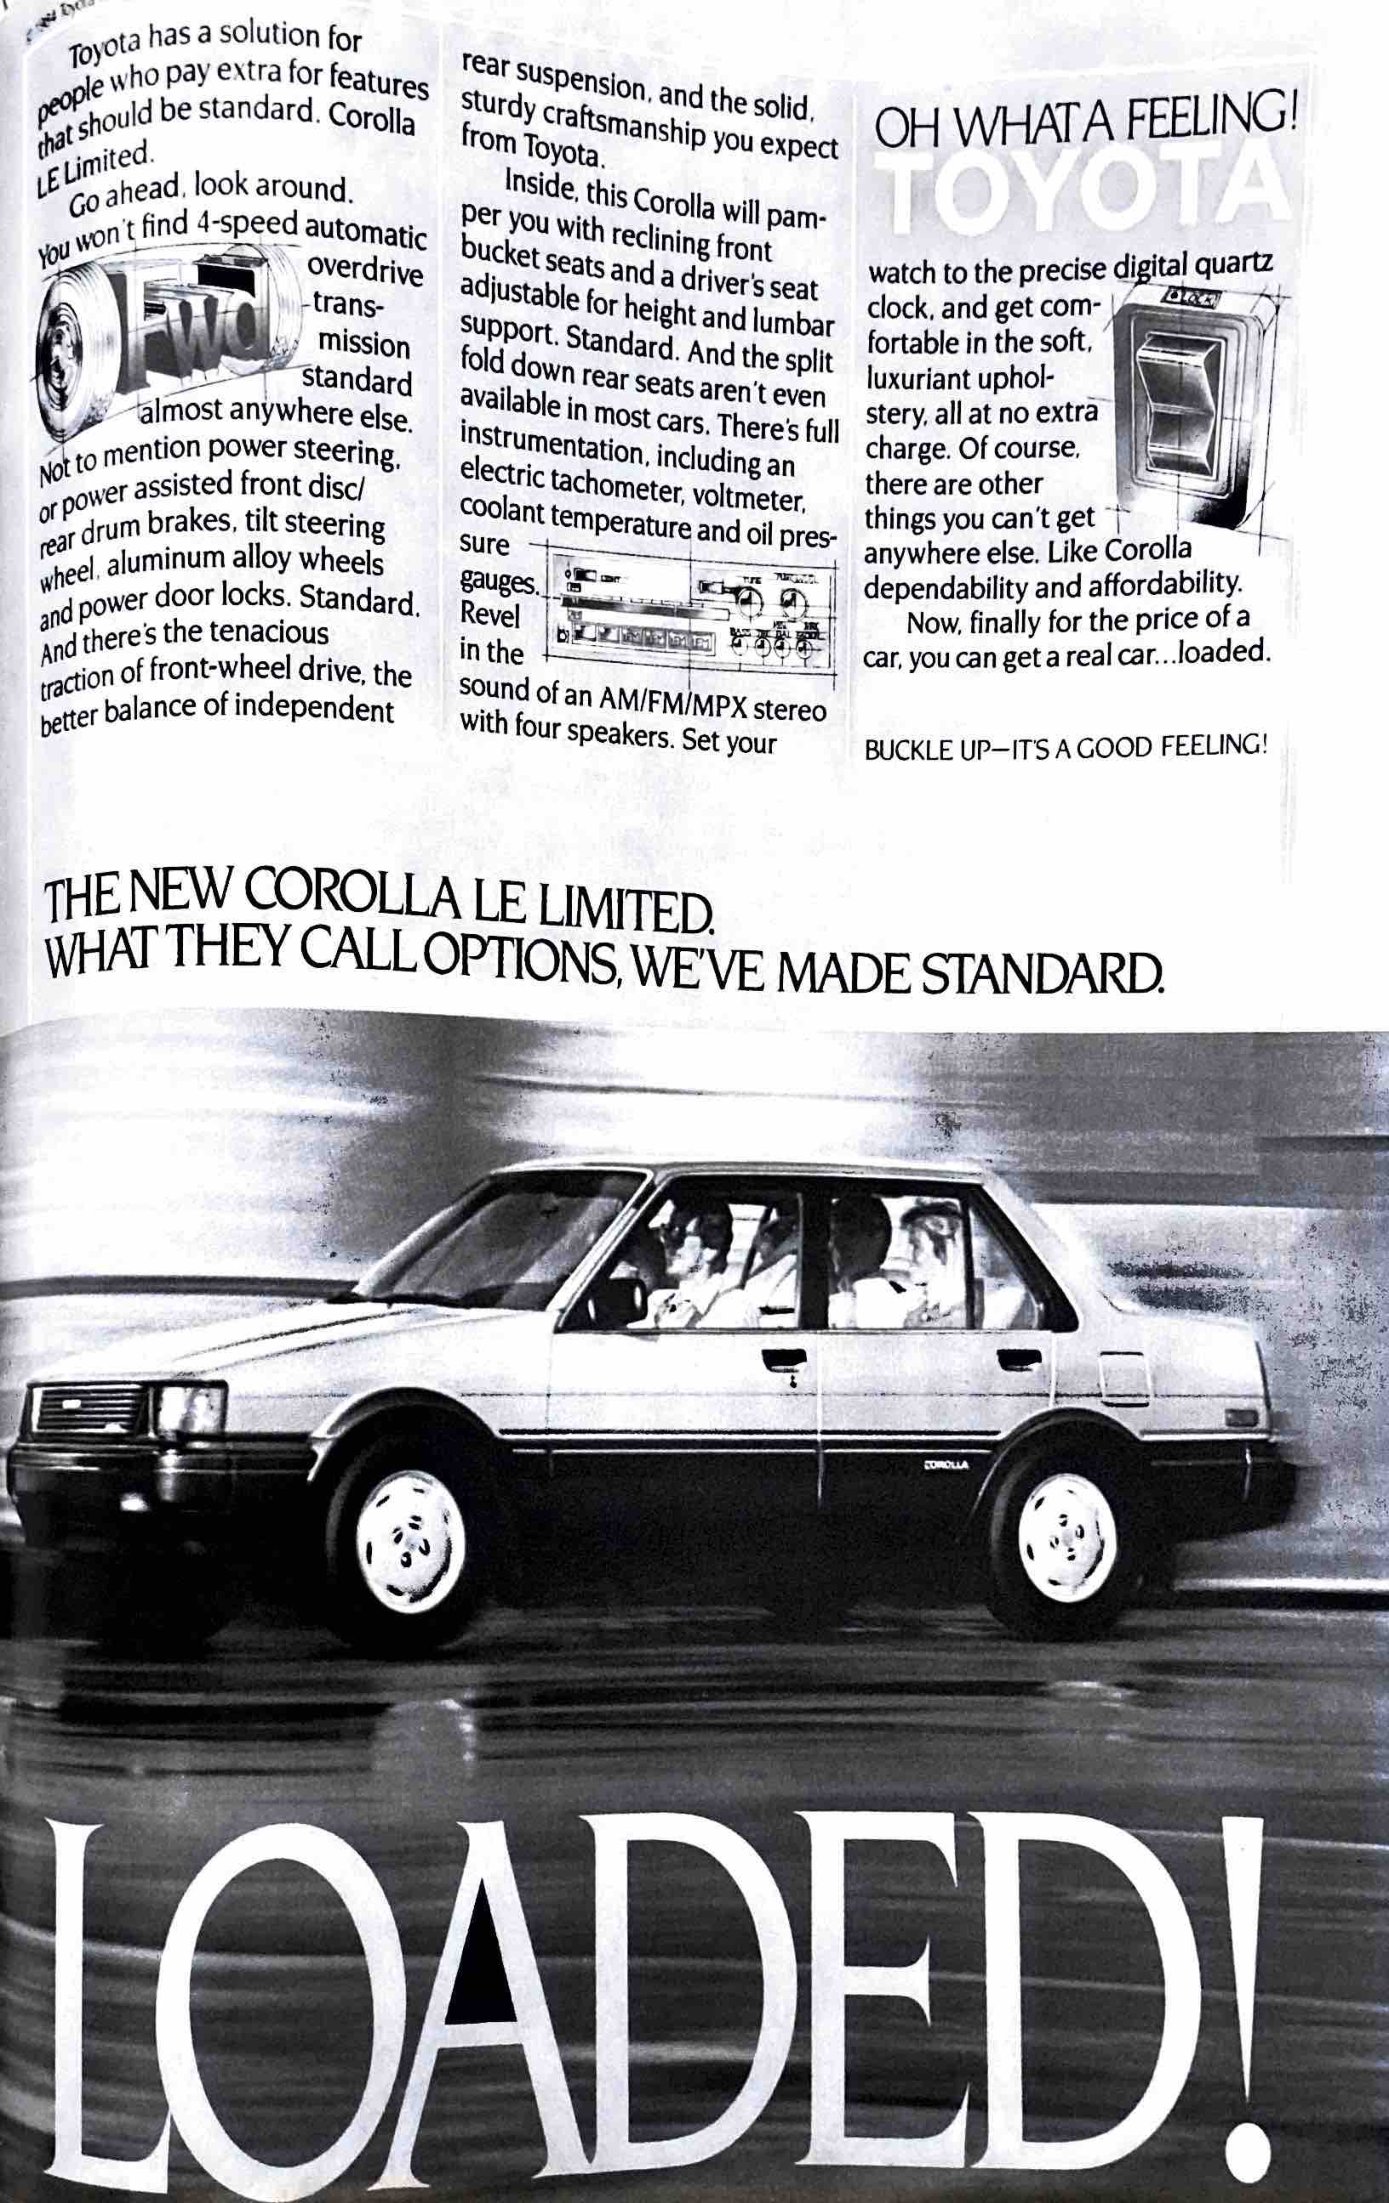 Toyota has a solution for
people who pay extra for features
that should be standard. Corolla
LE Limited.
Go ahead, look around.
You won't find 4-speed automatic
overdrive
trans-
mission
standard
almost anywhere else.
Not to mention power steering,
or power assisted front disc/
rear drum brakes, tilt steering
wheel, aluminum alloy wheels
and power door locks. Standard.
And there's the tenacious
traction of front-wheel drive, the
better balance of independent
FWD
rear suspension, and the solid,
sturdy craftsmanship you expect
from Toyota.
Inside, this Corolla will pam-
per you with reclining front
bucket seats and a driver's seat
adjustable for height and lumbar
support. Standard. And the split
fold down rear seats aren't even
available in most cars. There's full
instrumentation, including an
electric tachometer, voltmeter,
coolant temperature and oil pres-
sure
gauges.
Revel
in the
sound of an AM/FM/MPX stereo
with four speakers. Set your
OH WHAT A FEELING!
TOYOTA
watch to the precise digital quartz
clock, and get com-
fortable in the soft,
luxuriant uphol-
stery, all at no extra
charge. Of course,
there are other
things you can't get
anywhere else. Like Corolla
dependability and affordability.
Now, finally for the price of a
car, you can get a real car...loaded.
LOCK
BUCKLE UP—IT'S A GOOD FEELING!
THE NEW COROLLA LE LIMITED.
WHAT THEY CALL OPTIONS, WE'VE MADE STANDARD.
COROLLA
LOADED!